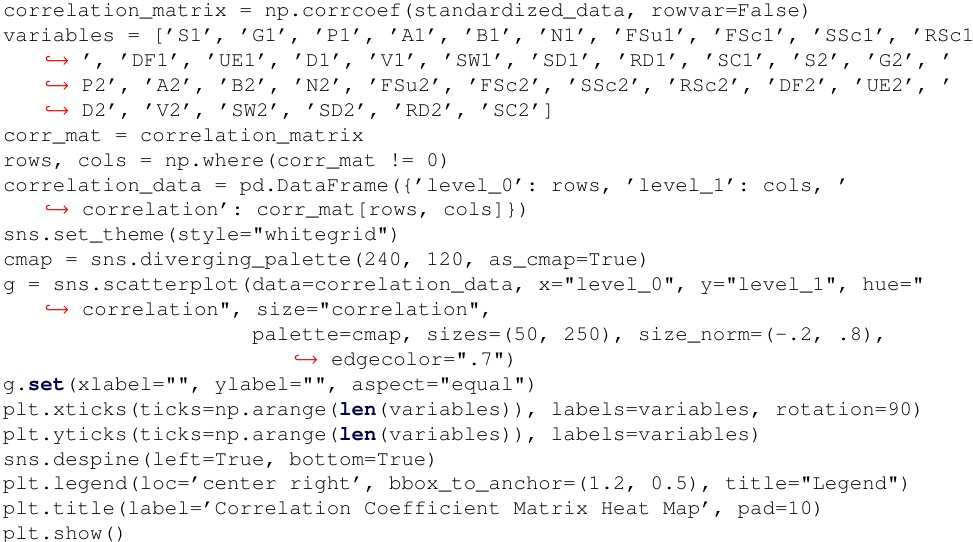 correlation_matrix = np.corrcoef(standardized_data, rowvar=False)
variables = ['S1', 'G1', 'P1', 'A1', 'B1', 'N1', 'FSu1', 'FSc1', 'SSc1', 'RSc1
↪ ', 'DF1', 'UE1', 'D1', 'V1', 'SW1', 'SD1', 'RD1', 'SC1', 'S2', 'G2', '
↪ P2', 'A2', 'B2', 'N2', 'FSu2', 'FSc2', 'SSc2', 'RSc2', 'DF2', 'UE2', '
↪ D2', 'V2', 'SW2', 'SD2', 'RD2', 'SC2']
corr_mat = correlation_matrix
rows, cols = np.where(corr_mat != 0)
correlation_data = pd.DataFrame({'level_0': rows, 'level_1': cols, '
↪ correlation': corr_mat[rows, cols]})
sns.set_theme(style="whitegrid")
cmap = sns.diverging_palette(240, 120, as_cmap=True)
g = sns.scatterplot(data=correlation_data, x="level_0", y="level_1", hue="
↪ correlation", size="correlation",
palette=cmap, sizes=(50, 250), size_norm=(-.2, .8),
↪ edgecolor=".7")
g.set(xlabel="", ylabel="", aspect="equal")
plt.xticks(ticks=np.arange(len(variables)), labels=variables, rotation=90)
plt.yticks(ticks=np.arange(len(variables)), labels=variables)
sns.despine(left=True, bottom=True)
plt.legend(loc='center right', bbox_to_anchor=(1.2, 0.5), title="Legend")
plt.title(label='Correlation Coefficient Matrix Heat Map', pad=10)
plt.show()